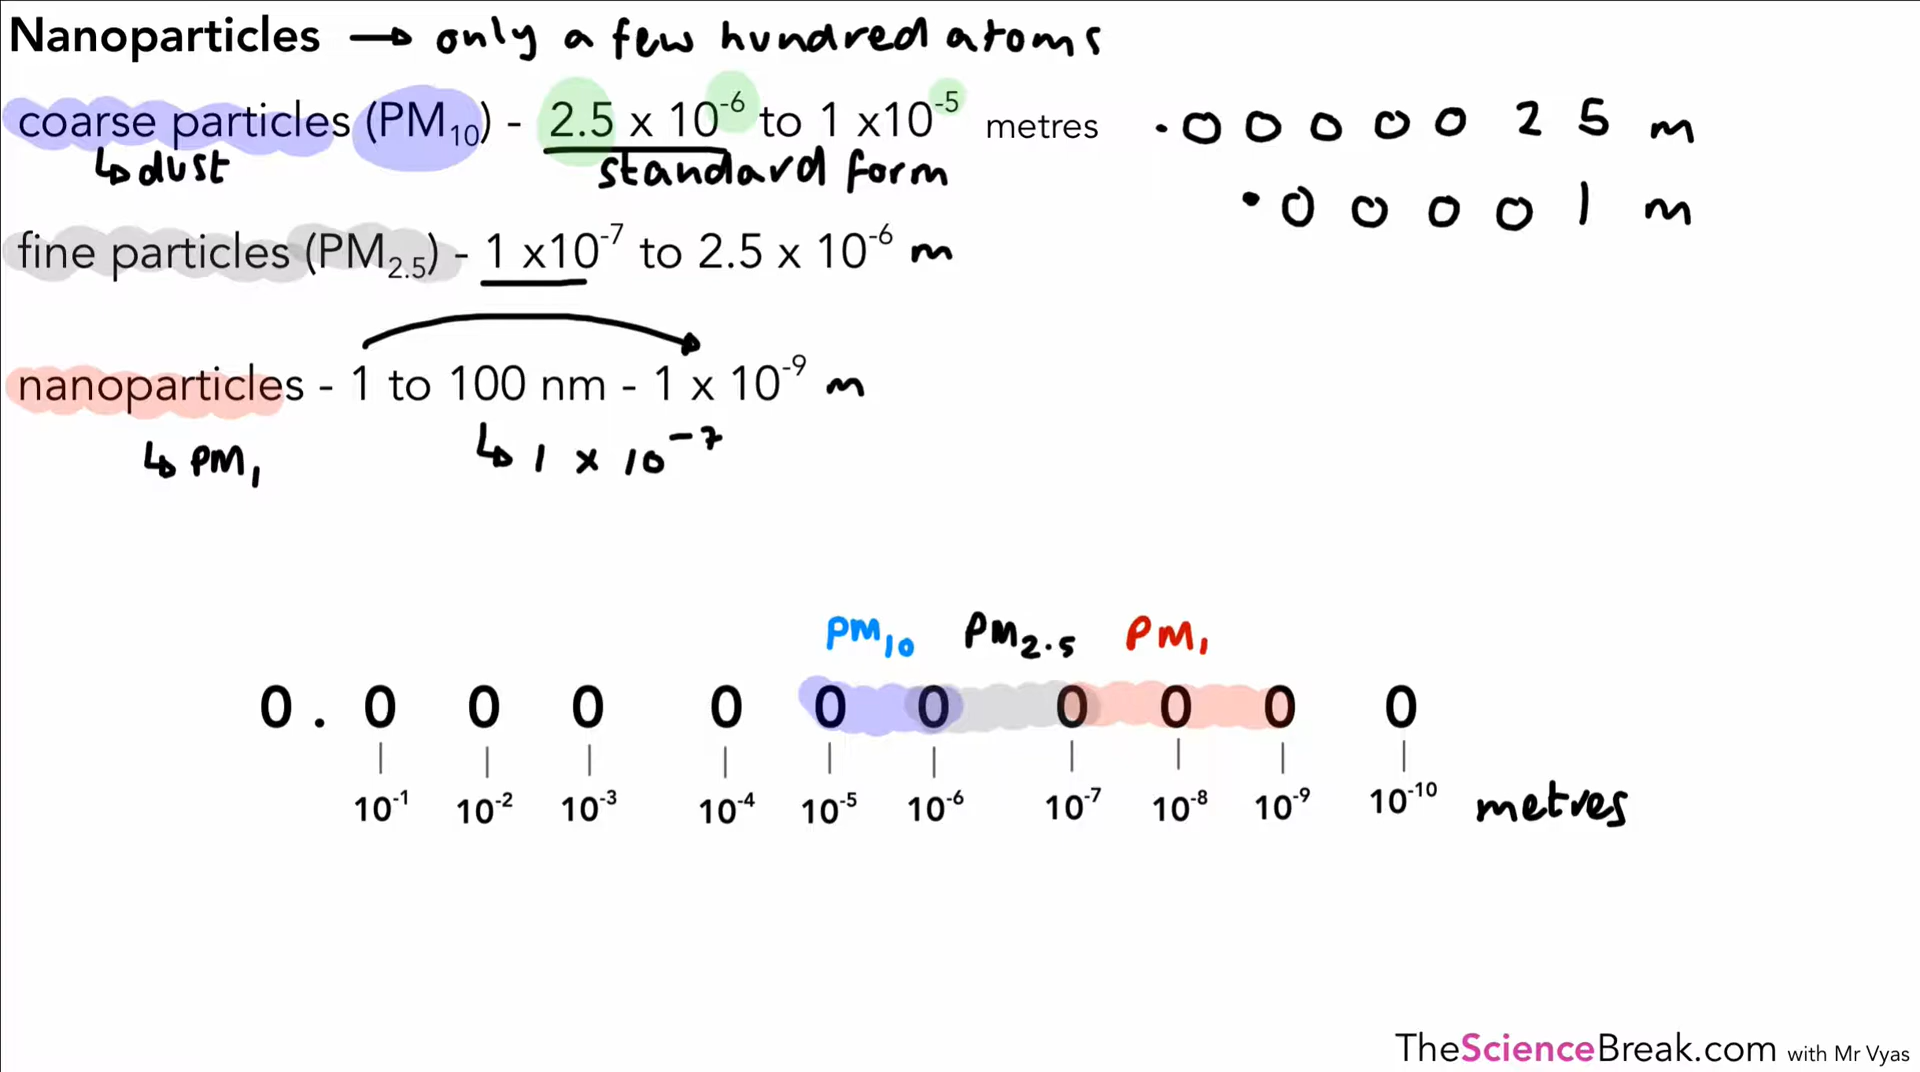 Nanoparticles → only a few hundred atoms
coarse particles (PM₁₀) - 2.5 x 10⁻⁶ to 1 x10⁻⁵ metres .0 0 0 0 0 2 5 m
↳ dust standard form
.0 0 0 0 1 m
fine particles (PM₂.₅) - 1 x10⁻⁷ to 2.5 x 10⁻⁶ m
nanoparticles - 1 to 100 nm - 1 x 10⁻⁹ m
↳ PM₁ ↳ 1 x 10⁻⁷
PM₁₀ PM₂.₅ PM₁
0 . 0 0 0 0 0 0 0 0 0 0
10⁻¹ 10⁻² 10⁻³ 10⁻⁴ 10⁻⁵ 10⁻⁶ 10⁻⁷ 10⁻⁸ 10⁻⁹ 10⁻¹⁰ metres
TheScienceBreak.com with Mr Vyas